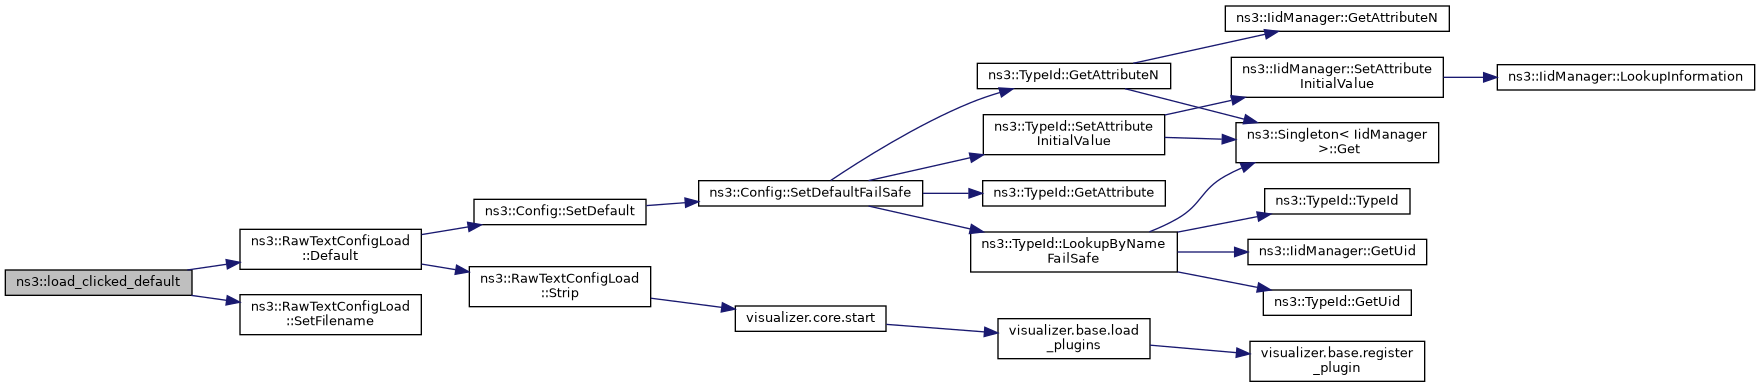 ns3::load_clicked_default
ns3::RawTextConfigLoad
::Default
ns3::RawTextConfigLoad
::SetFilename
ns3::Config::SetDefault
ns3::RawTextConfigLoad
::Strip
ns3::Config::SetDefaultFailSafe
visualizer.core.start
ns3::TypeId::GetAttributeN
ns3::TypeId::SetAttribute
InitialValue
ns3::TypeId::GetAttribute
ns3::TypeId::LookupByName
FailSafe
visualizer.base.load
_plugins
ns3::IidManager::GetAttributeN
ns3::IidManager::SetAttribute
InitialValue
ns3::Singleton< IidManager
>::Get
ns3::TypeId::TypeId
ns3::IidManager::GetUid
ns3::TypeId::GetUid
visualizer.base.register
_plugin
ns3::IidManager::LookupInformation